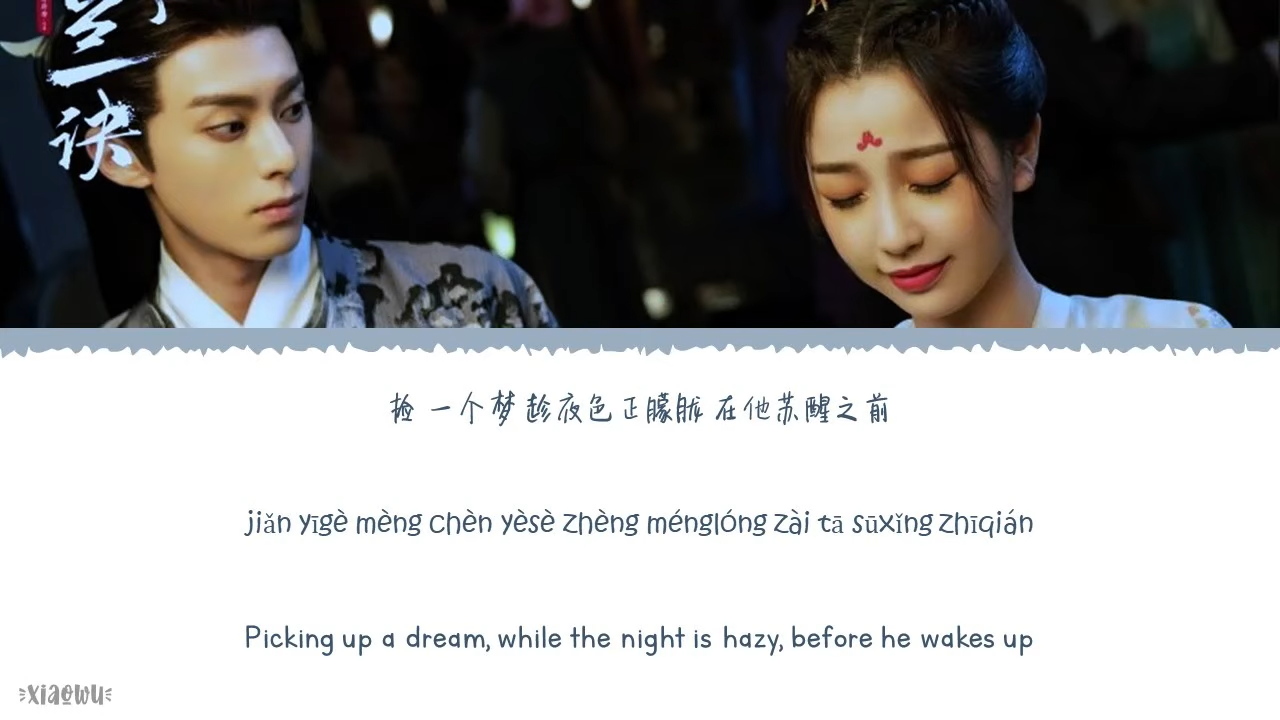 兰
一
诀
捡 一个梦 趁夜色正朦胧 在他苏醒之前
jiǎn yīgè mèng chèn yèsè zhèng ménglóng zài tā sūxǐng zhīqián
Picking up a dream, while the night is hazy, before he wakes up
xiaowu